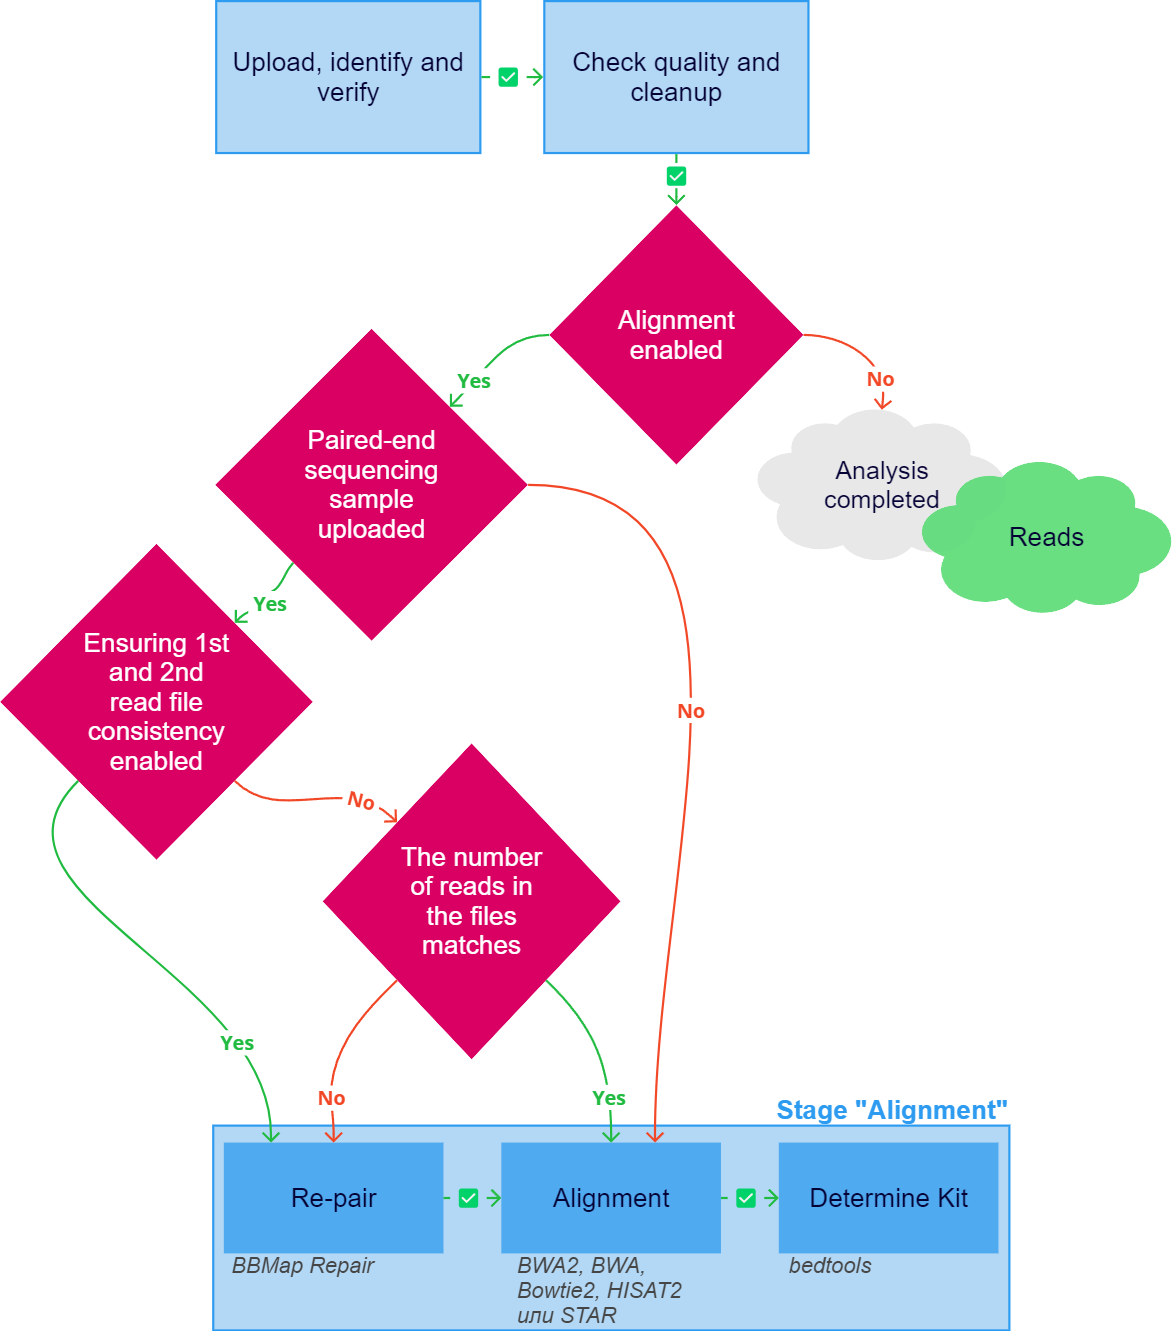 Upload, identify and
verify
Check quality and
cleanup
Alignment
enabled
Yes
No
Paired-end
sequencing
sample
uploaded
Analysis
completed
Reads
Yes
Ensuring 1st
and 2nd
read file
consistency
enabled
No
No
The number
of reads in
the files
matches
Yes
No
Yes
Stage "Alignment"
Re-pair
Alignment
Determine Kit
BBMap Repair
BWA2, BWA,
Bowtie2, HISAT2
или STAR
bedtools